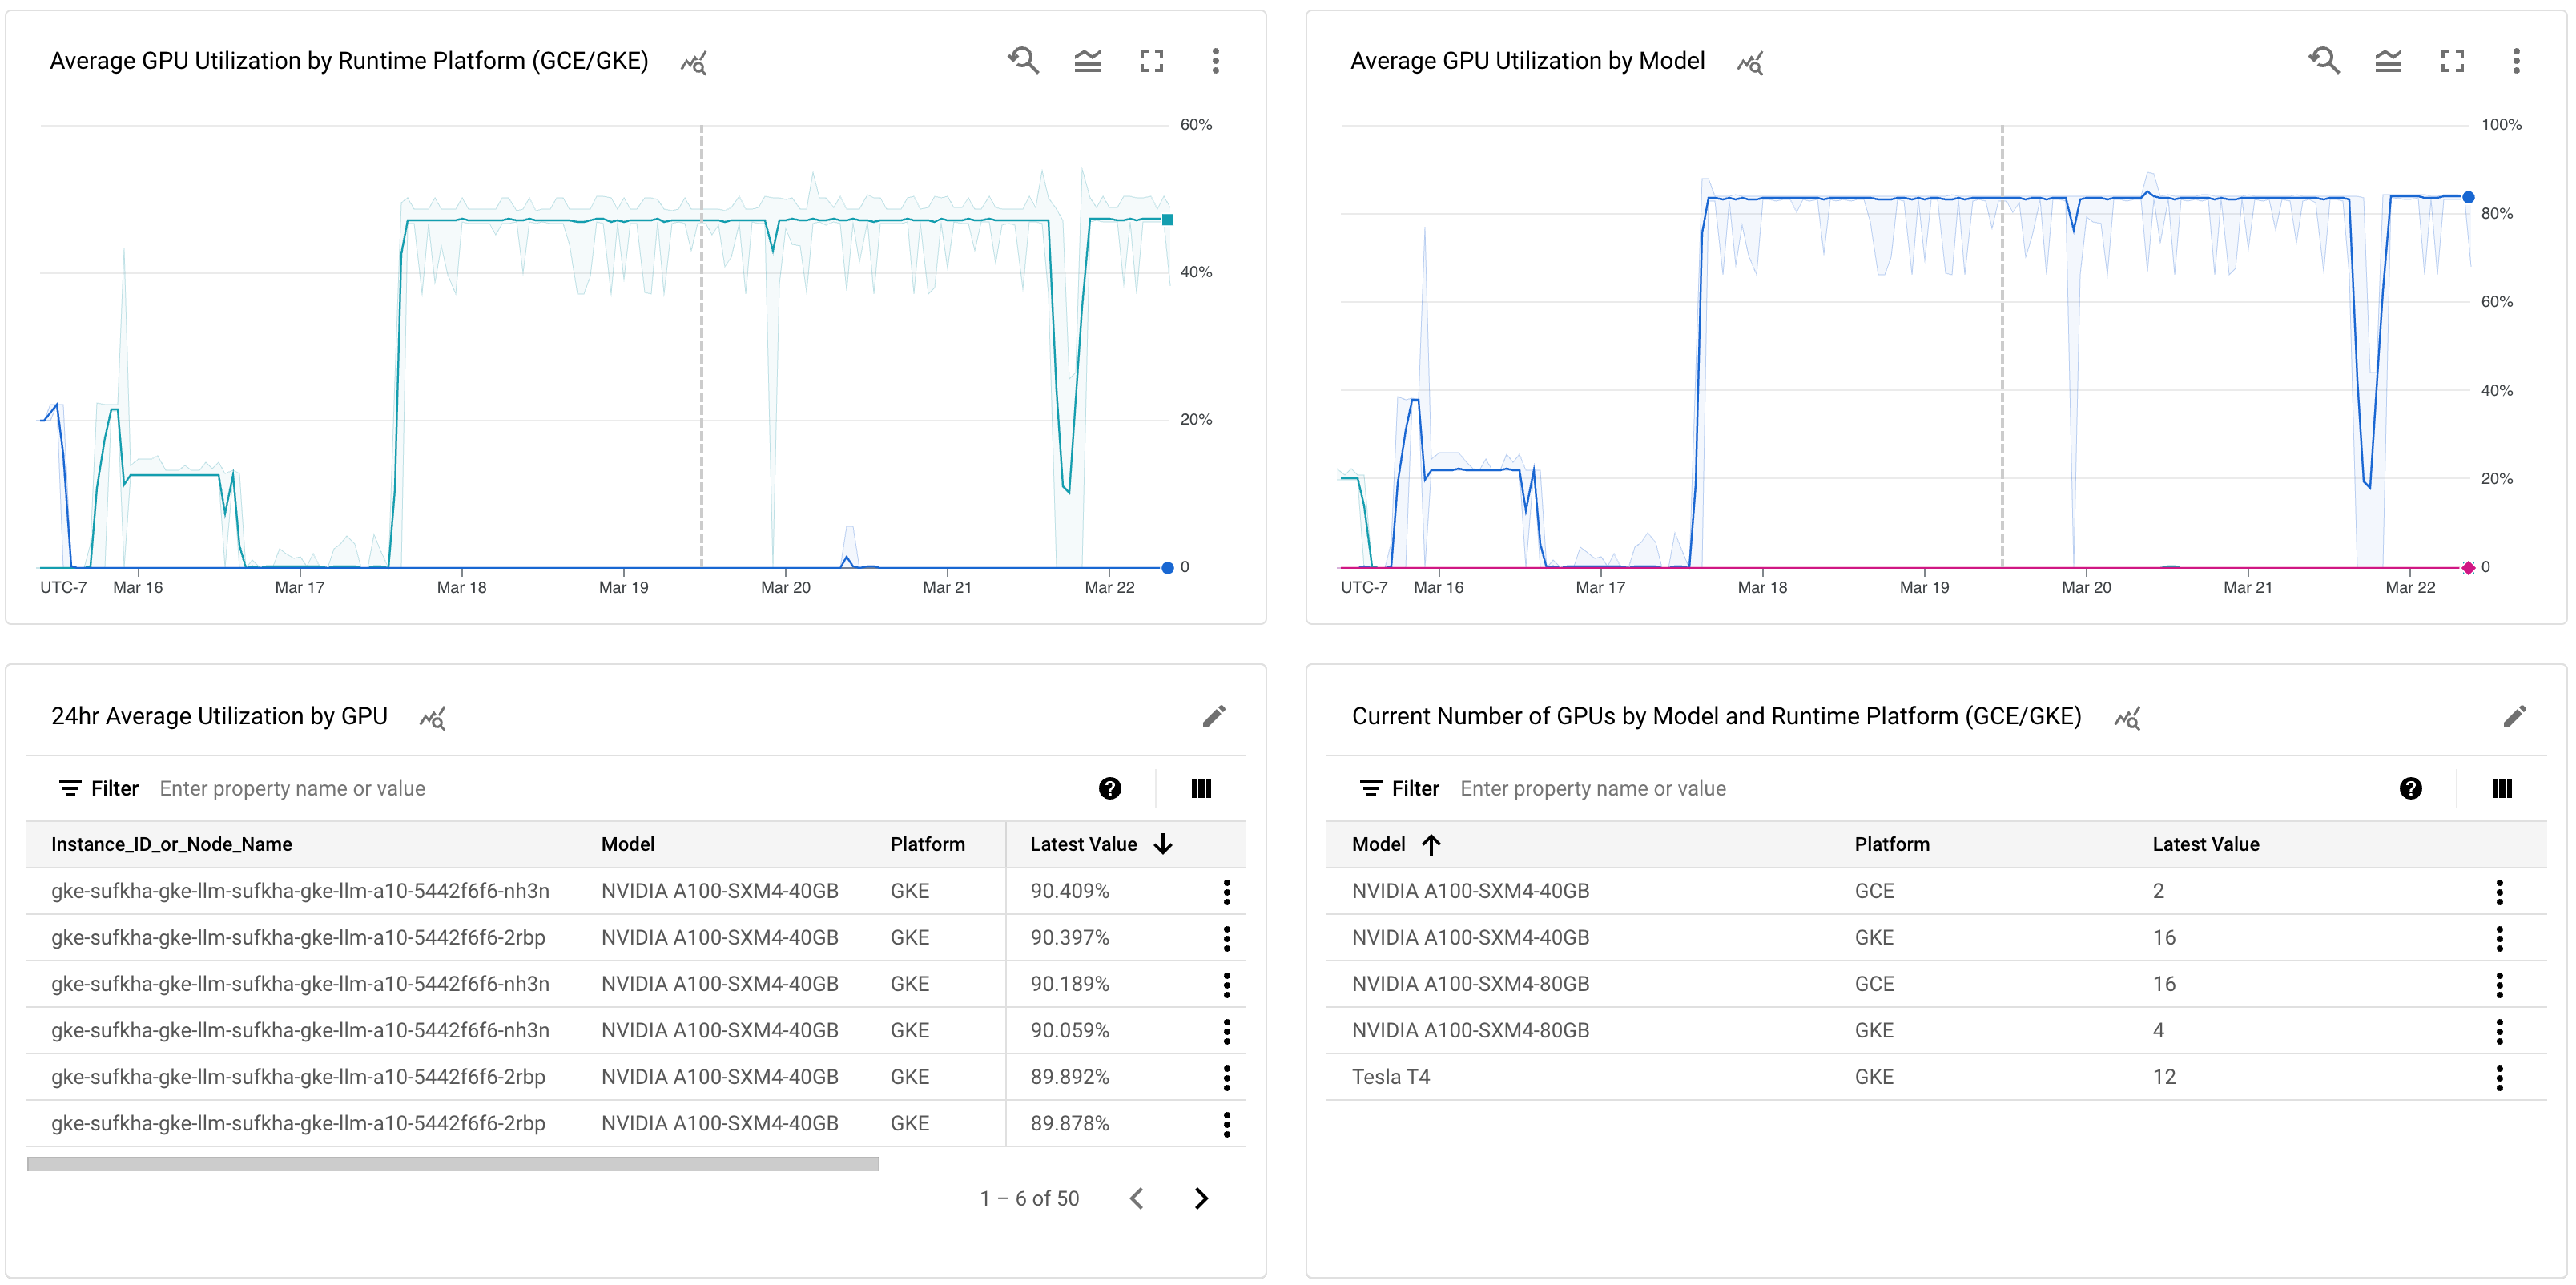 Average GPU Utilization by Runtime Platform (GCE/GKE)
60%
40%
20%
0
UTC-7 Mar 16 Mar 17 Mar 18 Mar 19 Mar 20 Mar 21 Mar 22
Average GPU Utilization by Model
100%
80%
60%
40%
20%
0
UTC-7 Mar 16 Mar 17 Mar 18 Mar 19 Mar 20 Mar 21 Mar 22
24hr Average Utilization by GPU
Filter Enter property name or value
Instance_ID_or_Node_Name Model Platform Latest Value
gke-sufkha-gke-llm-sufkha-gke-llm-a10-5442f6f6-nh3n NVIDIA A100-SXM4-40GB GKE 90.409%
gke-sufkha-gke-llm-sufkha-gke-llm-a10-5442f6f6-2rbp NVIDIA A100-SXM4-40GB GKE 90.397%
gke-sufkha-gke-llm-sufkha-gke-llm-a10-5442f6f6-nh3n NVIDIA A100-SXM4-40GB GKE 90.189%
gke-sufkha-gke-llm-sufkha-gke-llm-a10-5442f6f6-nh3n NVIDIA A100-SXM4-40GB GKE 90.059%
gke-sufkha-gke-llm-sufkha-gke-llm-a10-5442f6f6-2rbp NVIDIA A100-SXM4-40GB GKE 89.892%
gke-sufkha-gke-llm-sufkha-gke-llm-a10-5442f6f6-2rbp NVIDIA A100-SXM4-40GB GKE 89.878%
1 – 6 of 50
Current Number of GPUs by Model and Runtime Platform (GCE/GKE)
Filter Enter property name or value
Model Platform Latest Value
NVIDIA A100-SXM4-40GB GCE 2
NVIDIA A100-SXM4-40GB GKE 16
NVIDIA A100-SXM4-80GB GCE 16
NVIDIA A100-SXM4-80GB GKE 4
Tesla T4 GKE 12